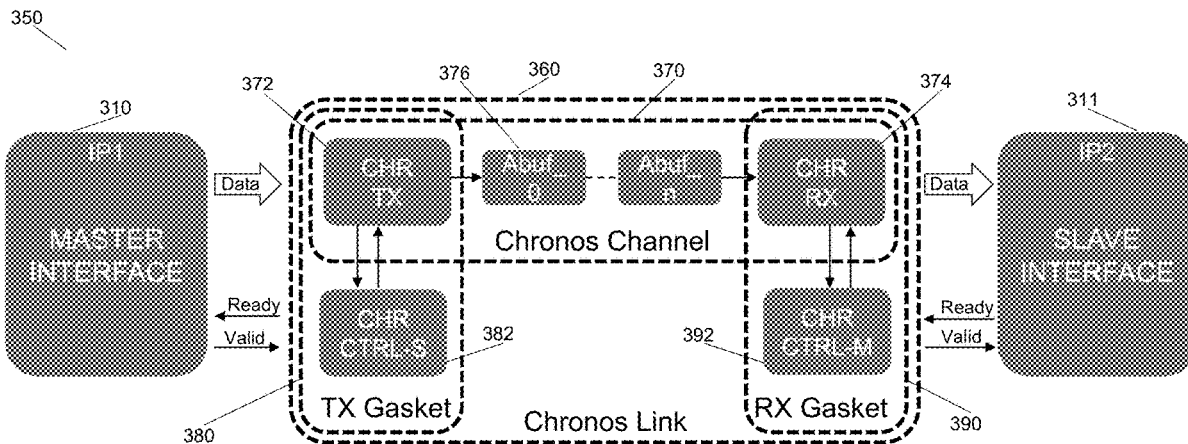 350
310
372
376
360
370
374
311
IP1
MASTER
INTERFACE
Data
CHR
TX
Abuf_
0
Abuf_
n
CHR
RX
Data
IP2
SLAVE
INTERFACE
Chronos Channel
Ready
Valid
CHR
CTRL-S
382
392
CHR
CTRL-M
Ready
Valid
TX Gasket
Chronos Link
RX Gasket
380
390